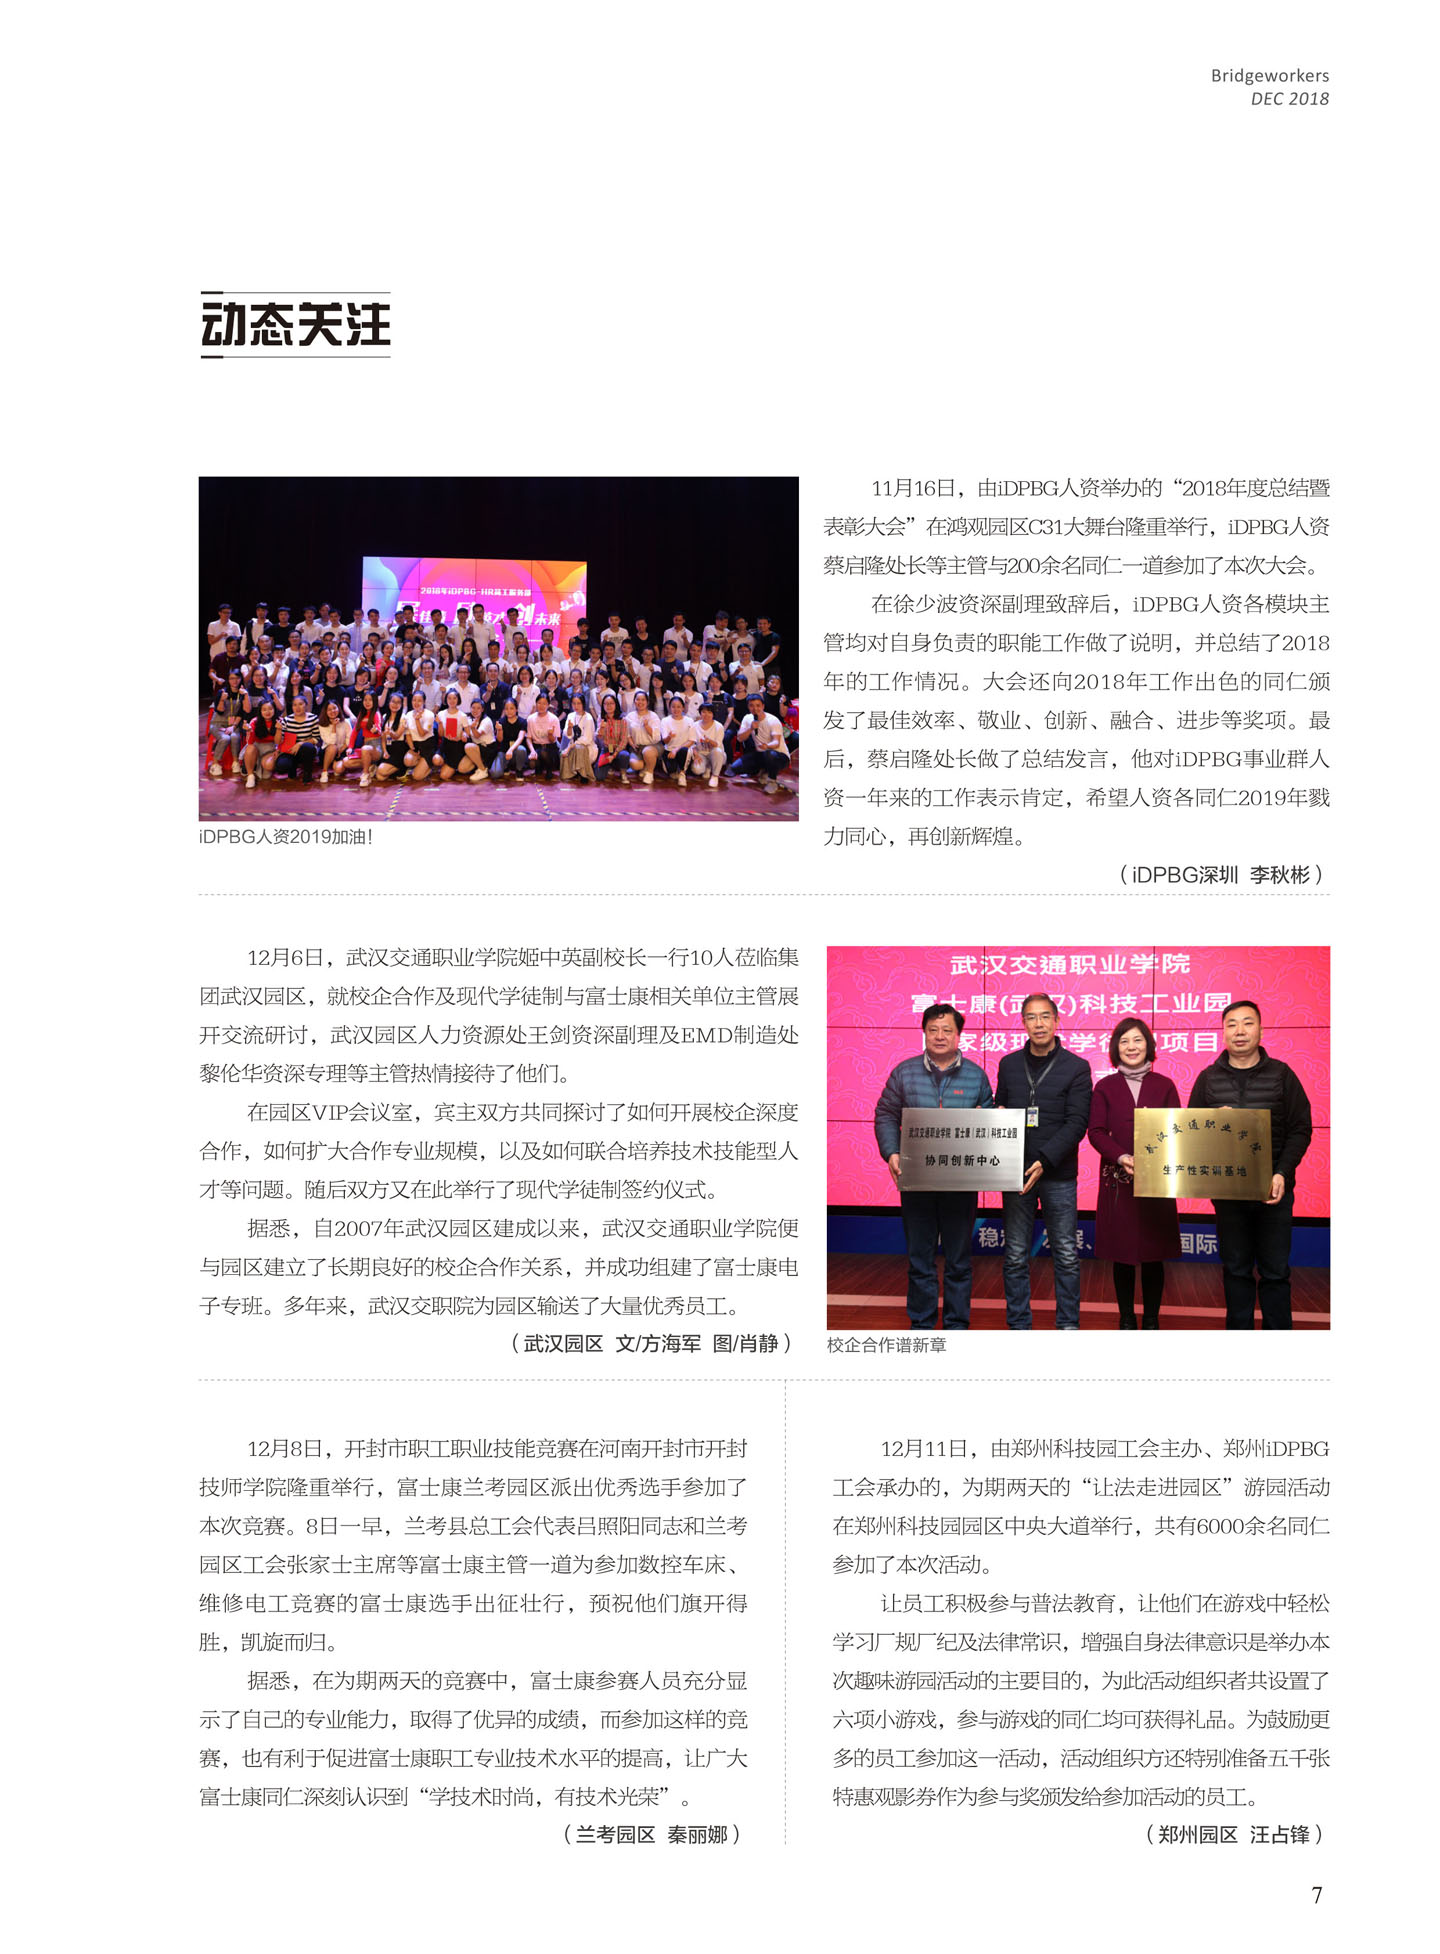 Bridgeworkers
DEC 2018
动态关注
2018年iDPBG-HR员工服务部
创
未来
iDPBG人资2019加油！
11月16日，由iDPBG人资举办的“2018年度总结暨
表彰大会”在鸿观园区C31大舞台隆重举行，iDPBG人资
蔡启隆处长等主管与200余名同仁一道参加了本次大会。
在徐少波资深副理致辞后，iDPBG人资各模块主
管均对自身负责的职能工作做了说明，并总结了2018
年的工作情况。大会还向2018年工作出色的同仁颁
发了最佳效率、敬业、创新、融合、进步等奖项。最
后，蔡启隆处长做了总结发言，他对iDPBG事业群人
资一年来的工作表示肯定，希望人资各同仁2019年戮
力同心，再创新辉煌。
（iDPBG深圳 李秋彬）
12月6日，武汉交通职业学院姬中英副校长一行10人莅临集
团武汉园区，就校企合作及现代学徒制与富士康相关单位主管展
开交流研讨，武汉园区人力资源处王剑资深副理及EMD制造处
黎伦华资深专理等主管热情接待了他们。
在园区VIP会议室，宾主双方共同探讨了如何开展校企深度
合作，如何扩大合作专业规模，以及如何联合培养技术技能型人
才等问题。随后双方又在此举行了现代学徒制签约仪式。
据悉，自2007年武汉园区建成以来，武汉交通职业学院便
与园区建立了长期良好的校企合作关系，并成功组建了富士康电
子专班。多年来，武汉交职院为园区输送了大量优秀员工。
（武汉园区 文/方海军 图/肖静）
武汉交通职业学院
富士康(武汉)科技工业园
家级现 学徒 项目
式
武汉交通职业学院 富士康（武汉）科技工业园
协同创新中心
武汉交通职业学院
生产性实训基地
稳 展、 国际
校企合作谱新章
12月8日，开封市职工职业技能竞赛在河南开封市开封
技师学院隆重举行，富士康兰考园区派出优秀选手参加了
本次竞赛。8日一早，兰考县总工会代表吕照阳同志和兰考
园区工会张家士主席等富士康主管一道为参加数控车床、
维修电工竞赛的富士康选手出征壮行，预祝他们旗开得
胜，凯旋而归。
据悉，在为期两天的竞赛中，富士康参赛人员充分显
示了自己的专业能力，取得了优异的成绩，而参加这样的竞
赛，也有利于促进富士康职工专业技术水平的提高，让广大
富士康同仁深刻认识到“学技术时尚，有技术光荣”。
（兰考园区 秦丽娜）
12月11日，由郑州科技园工会主办、郑州iDPBG
工会承办的，为期两天的“让法走进园区”游园活动
在郑州科技园园区中央大道举行，共有6000余名同仁
参加了本次活动。
让员工积极参与普法教育，让他们在游戏中轻松
学习厂规厂纪及法律常识，增强自身法律意识是举办本
次趣味游园活动的主要目的，为此活动组织者共设置了
六项小游戏，参与游戏的同仁均可获得礼品。为鼓励更
多的员工参加这一活动，活动组织方还特别准备五千张
特惠观影券作为参与奖颁发给参加活动的员工。
（郑州园区 汪占锋）
7